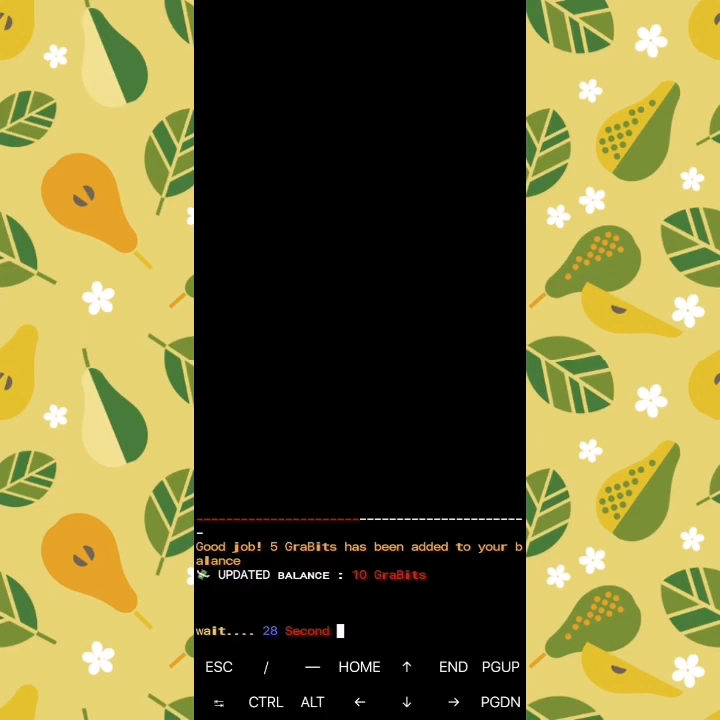 Good job! 5 GraBits has been added to your b
alance
💸 UPDATED BALANCE : 10 GraBits
wait.... 28 Second
ESC / — HOME ↑ END PGUP
⇆ CTRL ALT ← ↓ → PGDN